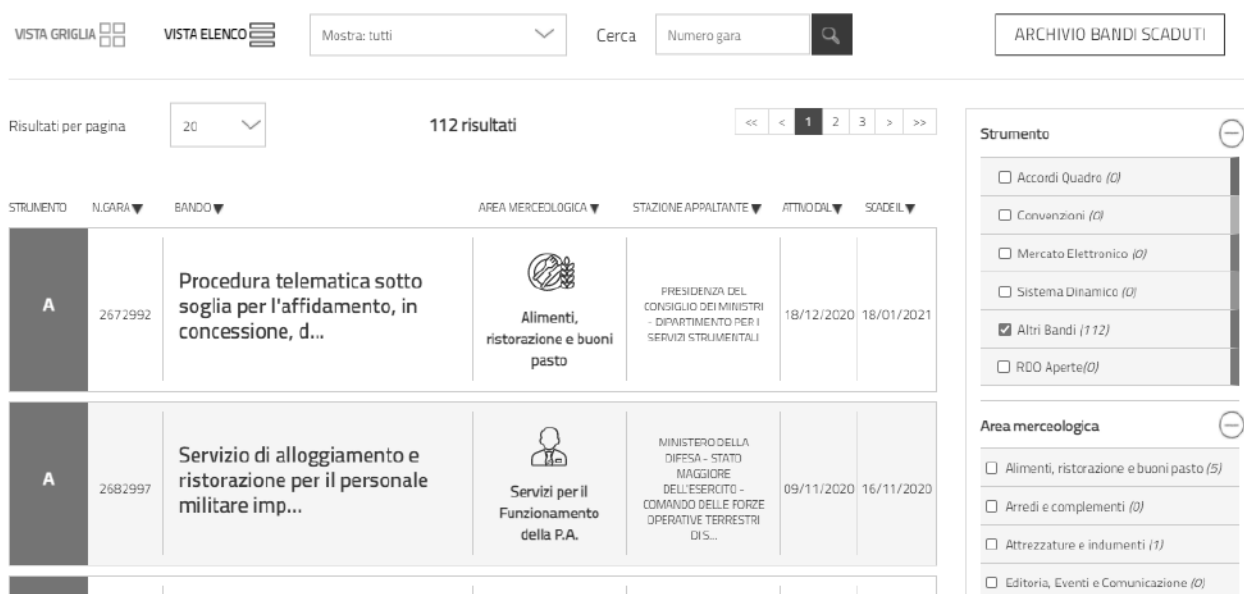 VISTA GRIGLIA
VISTA ELENCO
Mostra: tutti
Cerca
Numero gara
ARCHIVIO BANDI SCADUTI
Risultati per pagina
20
112 risultati
<< < 1 2 3 > >>
STRUMENTO N.GARA▼ BANDO▼ AREA MERCEOLOGICA▼ STAZIONE APPALTANTE▼ ATTIVO DAL▼ SCADE IL▼
A
2672992
Procedura telematica sotto
soglia per l'affidamento, in
concessione, d...
Alimenti,
ristorazione e buoni
pasto
PRESIDENZA DEL
CONSIGLIO DEI MINISTRI
- DIPARTIMENTO PER I
SERVIZI STRUMENTALI
18/12/2020
18/01/2021
A
2682997
Servizio di alloggiamento e
ristorazione per il personale
militare imp...
Servizi per il
Funzionamento
della P.A.
MINISTERO DELLA
DIFESA - STATO
MAGGIORE
DELL'ESERCITO -
COMANDO DELLE FORZE
OPERATIVE TERRESTRI
DI S...
09/11/2020
16/11/2020
Strumento
Accordi Quadro (0)
Convenzioni (0)
Mercato Elettronico (0)
Sistema Dinamico (0)
Altri Bandi (112)
RDO Aperte(0)
Area merceologica
Alimenti, ristorazione e buoni pasto (5)
Arredi e complementi (0)
Attrezzature e indumenti (1)
Editoria, Eventi e Comunicazione (0)